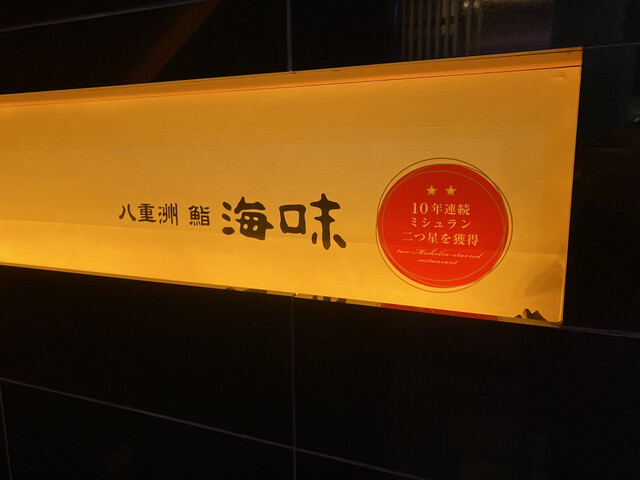 八重洲 鮨 海味
★★
10年連続
ミシュラン
二つ星を獲得
two-Michelin-starred
restaurant